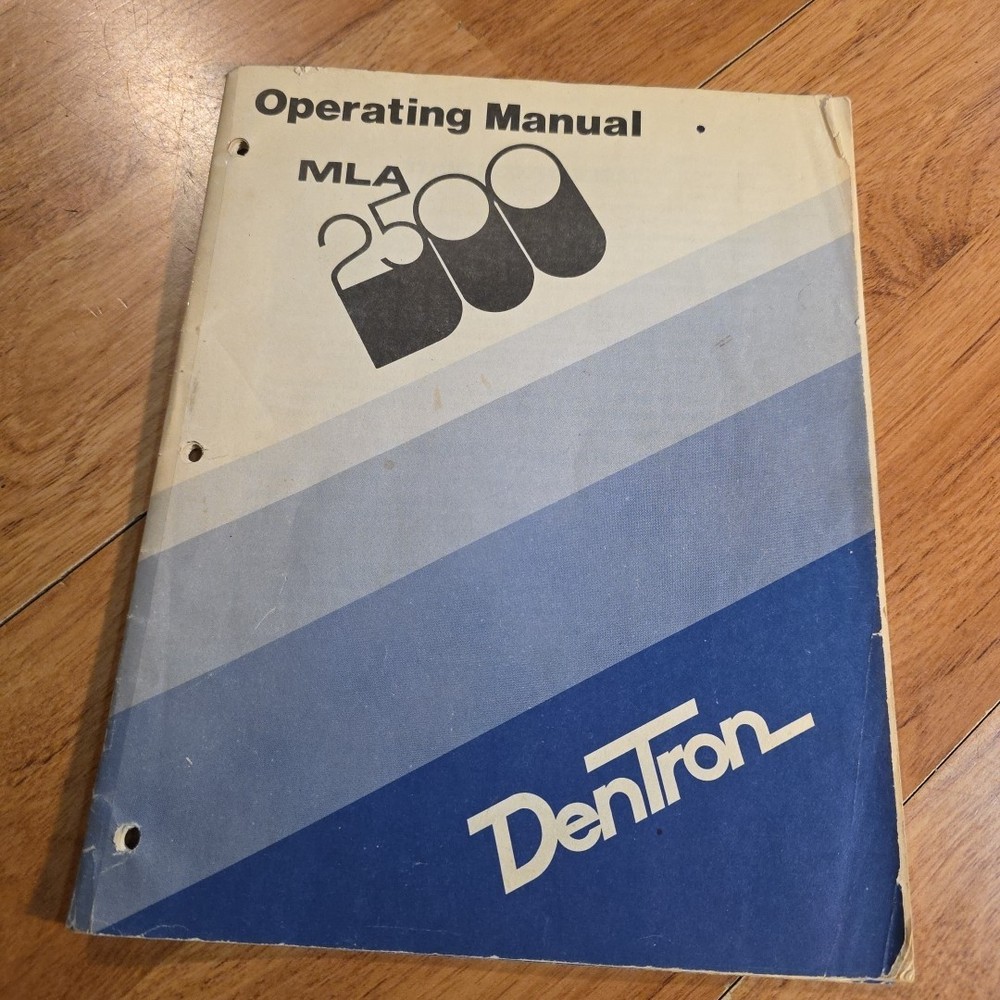 Operating Manual
MLA
2500
DenTron